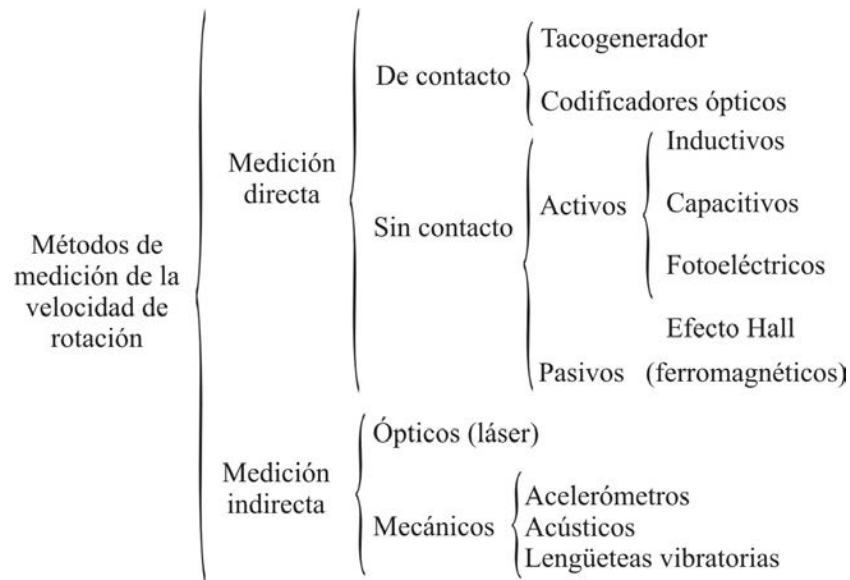 Métodos de
medición de la
velocidad de
rotación
Medición
directa
De contacto
Tacogenerador
Codificadores ópticos
Sin contacto
Activos
Inductivos
Capacitivos
Fotoeléctricos
Efecto Hall
Pasivos (ferromagnéticos)
Medición
indirecta
Ópticos (láser)
Mecánicos
Acelerómetros
Acústicos
Lengüeteas vibratorias